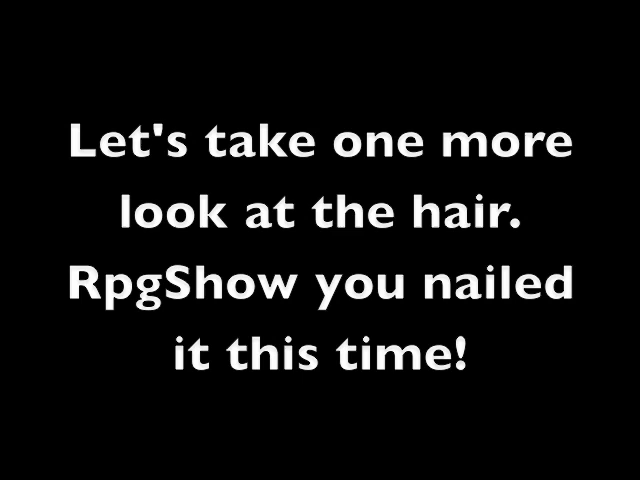 Let's take one more
look at the hair.
RpgShow you nailed
it this time!